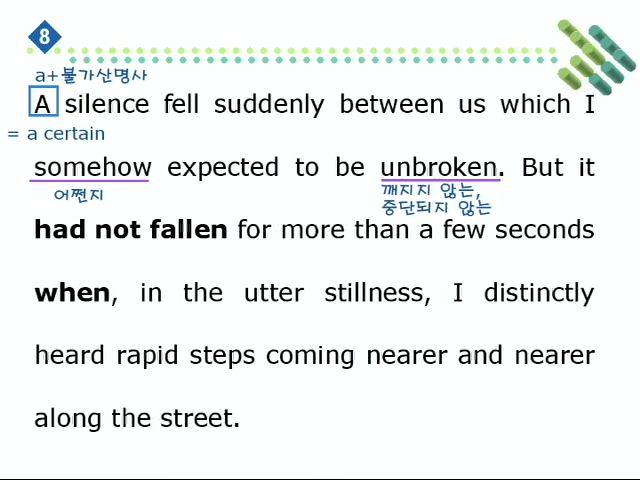 8
a+불가산명사
A silence fell suddenly between us which I
= a certain
somehow expected to be unbroken. But it
어쩐지
깨지지 않는,
중단되지 않는
had not fallen for more than a few seconds
when, in the utter stillness, I distinctly
heard rapid steps coming nearer and nearer
along the street.